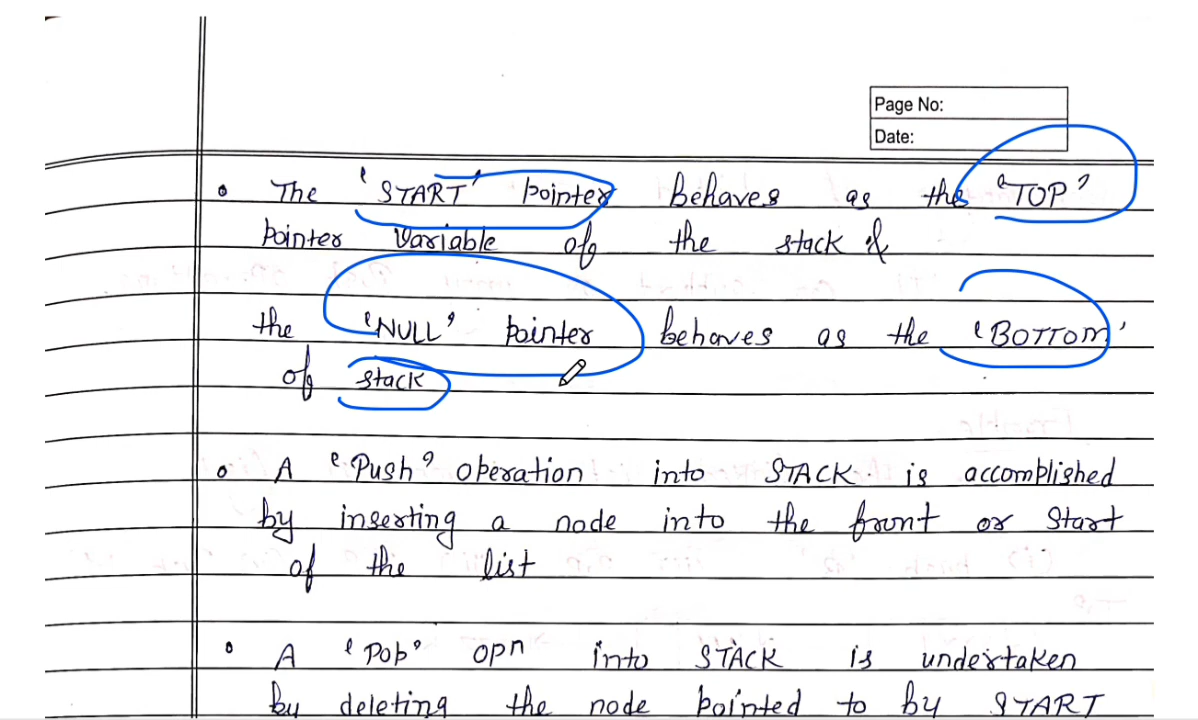 Page No:
Date:
• The 'START' pointer behaves as the 'TOP'
pointer variable of the stack &
the 'NULL' pointer behaves as the 'BOTTOM'
of stack
• A 'Push' operation into STACK is accomplished
by inserting a node into the front or start
of the list
• A 'Pop' opn into STACK is undertaken
by deleting the node pointed to by START